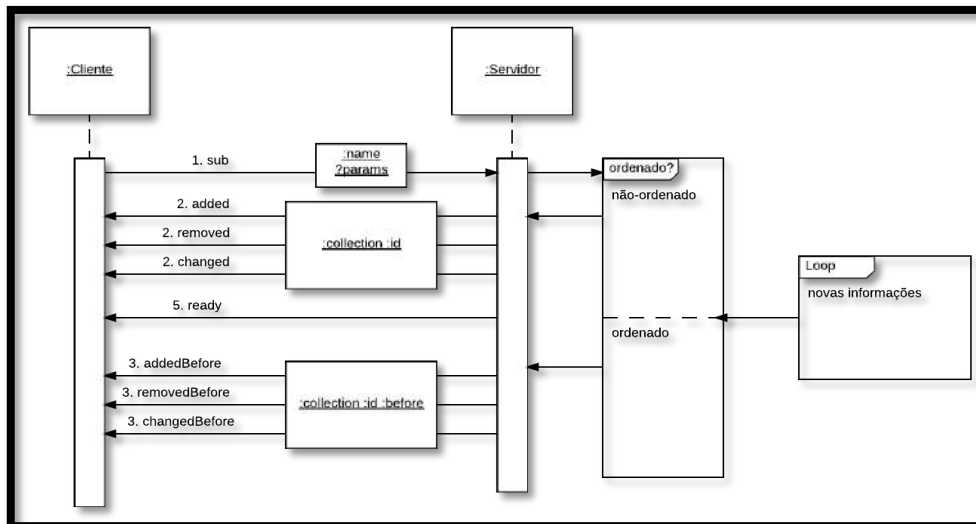 :Cliente
:Servidor
1. sub
:name
?params
ordenado?
não-ordenado
2. added
2. removed
:collection :id
2. changed
Loop
novas informações
5. ready
ordenado
3. addedBefore
3. removedBefore
:collection :id :before
3. changedBefore